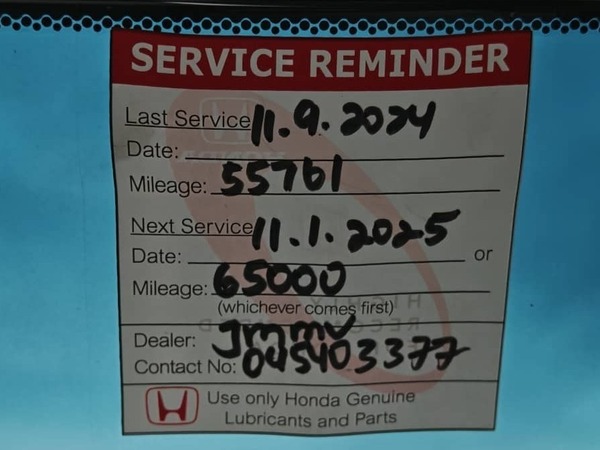 SERVICE REMINDER
Last Service 11.9.2024
Date:
Mileage: 55761
Next Service 11.1.2025
Date: or
Mileage: 65000
(whichever comes first)
Dealer:
Contact No: 045403377
Use only Honda Genuine
Lubricants and Parts